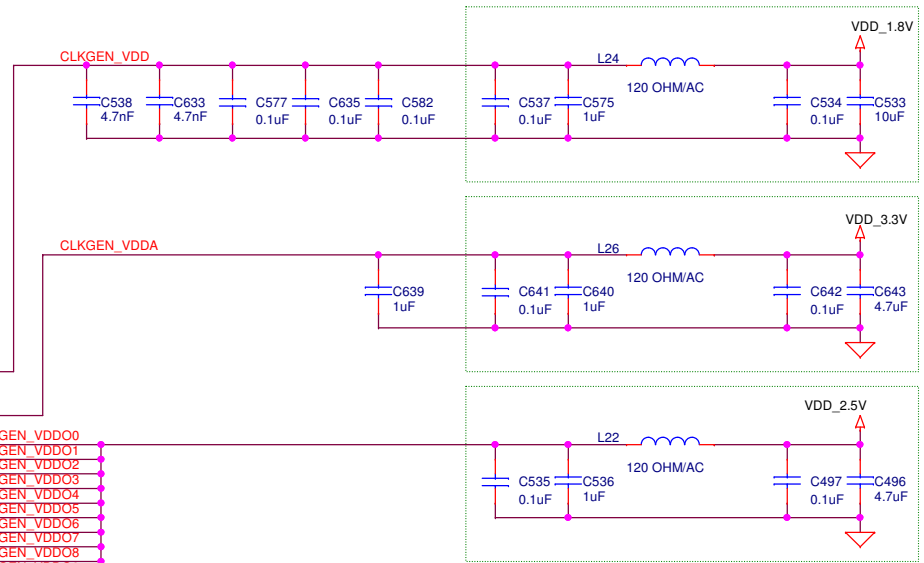 VDD_1.8V
CLKGEN_VDD
L24
120 OHM/AC
C538
4.7nF
C633
4.7nF
C577
0.1uF
C635
0.1uF
C582
0.1uF
C537
0.1uF
C575
1uF
C534
0.1uF
C533
10uF
VDD_3.3V
CLKGEN_VDDA
L26
120 OHM/AC
C639
1uF
C641
0.1uF
C640
1uF
C642
0.1uF
C643
4.7uF
VDD_2.5V
L22
120 OHM/AC
C535
0.1uF
C536
1uF
C497
0.1uF
C496
4.7uF
GEN_VDDO0
GEN_VDDO1
GEN_VDDO2
GEN_VDDO3
GEN_VDDO4
GEN_VDDO5
GEN_VDDO6
GEN_VDDO7
GEN_VDDO8